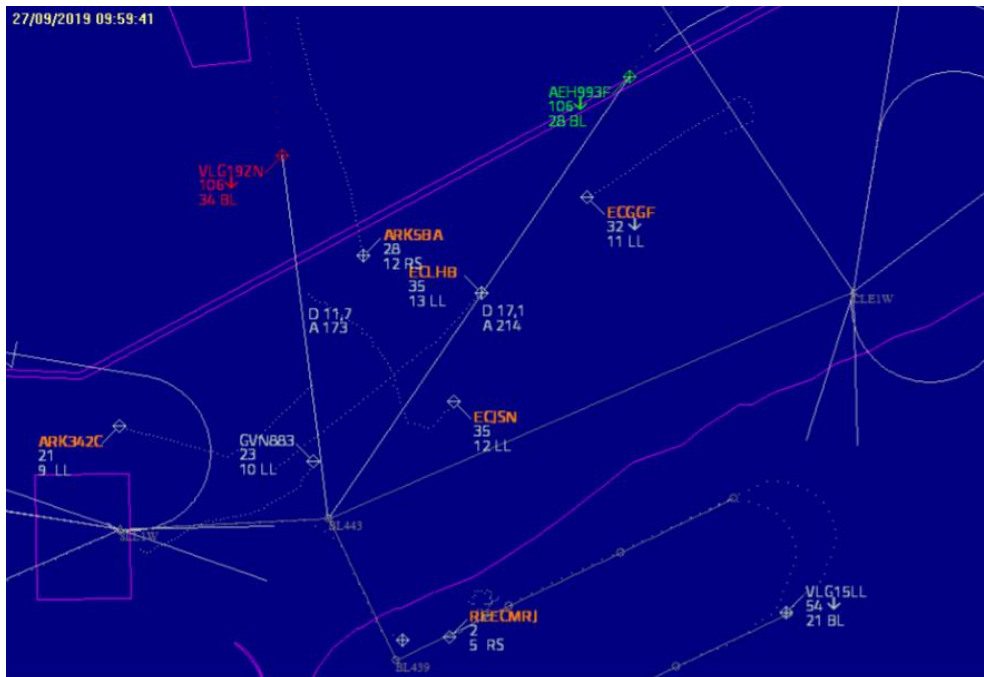 27/09/2019 09:59:41
AEH993F
106↓
28 BL
VLG19ZN
106↓
34 BL
ECGGF
32 ↓
11 LL
ARK5BA
28
12 RS
ECLHB
35
13 LL
CLE1W
D 11,7
A 173
D 17,1
A 214
ECJSN
35
12 LL
ARK342C
21
9 LL
GVN883
23
10 LL
BL443
VLG15LL
54 ↓
21 BL
2
5 RS
BL439